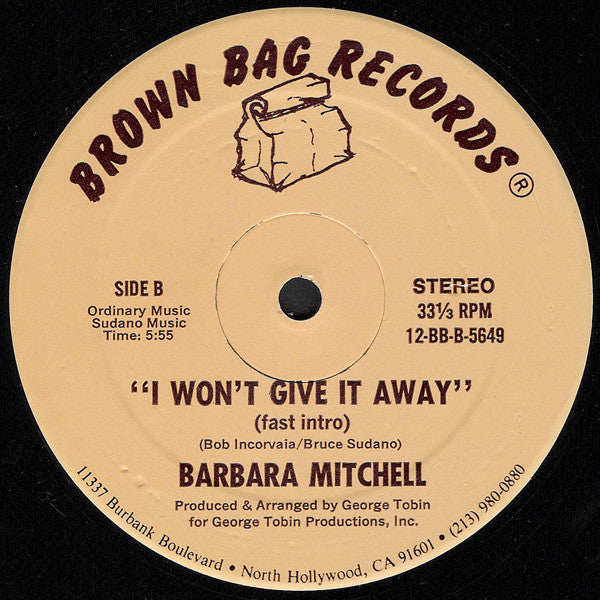 BROWN BAG RECORDS®
SIDE B
Ordinary Music
Sudano Music
Time: 5:55
STEREO
33⅓ RPM
12-BB-B-5649
"I WON'T GIVE IT AWAY"
(fast intro)
(Bob Incorvaia/Bruce Sudano)
BARBARA MITCHELL
Produced & Arranged by George Tobin
for George Tobin Productions, Inc.
11337 Burbank Boulevard • North Hollywood, CA 91601 • (213) 980-0880